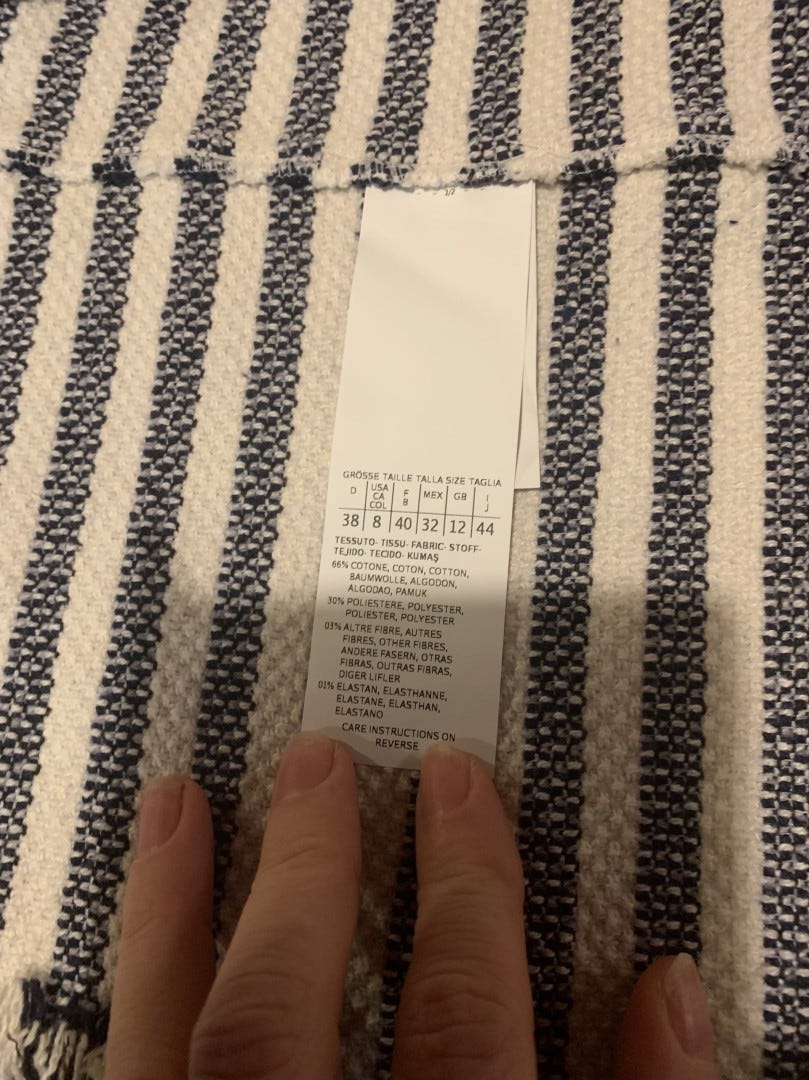 1/2
GRÖSSE TAILLE TALLA SIZE TAGLIA
D USA CA COL F B MEX GB I J
38 8 40 32 12 44
TESSUTO- TISSU- FABRIC- STOFF-
TEJIDO- TECIDO- KUMAŞ
66% COTONE, COTON, COTTON,
BAUMWOLLE, ALGODON,
ALGODAO, PAMUK
30% POLIESTERE, POLYESTER,
POLIESTER, POLYESTER
03% ALTRE FIBRE, AUTRES
FIBRES, OTHER FIBRES,
ANDERE FASERN, OTRAS
FIBRAS, OUTRAS FIBRAS,
DIGER LIFLER
01% ELASTAN, ELASTHANNE,
ELASTANE, ELASTHAN,
ELASTANO
CARE INSTRUCTIONS ON
REVERSE